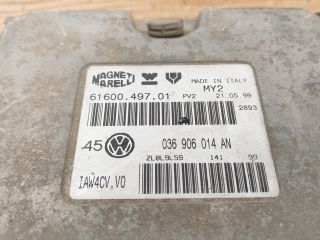 MAGNETI MARELLI MADE IN ITALY
MY2
61600.497.01 PV2 21.05.99
2893
45 036 906 014 AN
2L0L9L59 141 99
IAW4CV.V0